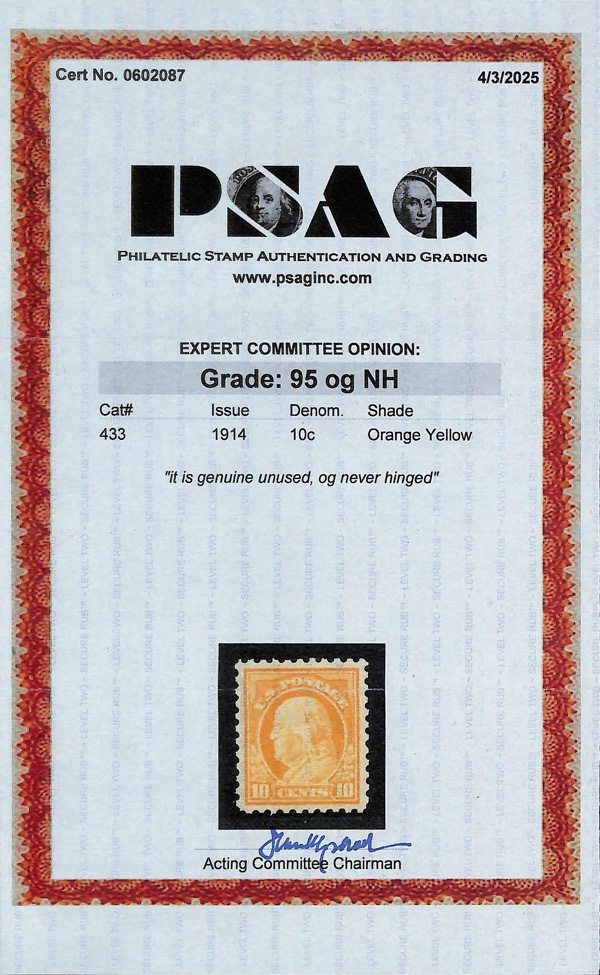 Cert No. 0602087
4/3/2025
PSAG
PHILATELIC STAMP AUTHENTICATION AND GRADING
www.psaginc.com
EXPERT COMMITTEE OPINION:
Grade: 95 og NH
Cat# Issue Denom. Shade
433 1914 10c Orange Yellow
"it is genuine unused, og never hinged"
U.S. POSTAGE
10 CENTS 10
Acting Committee Chairman